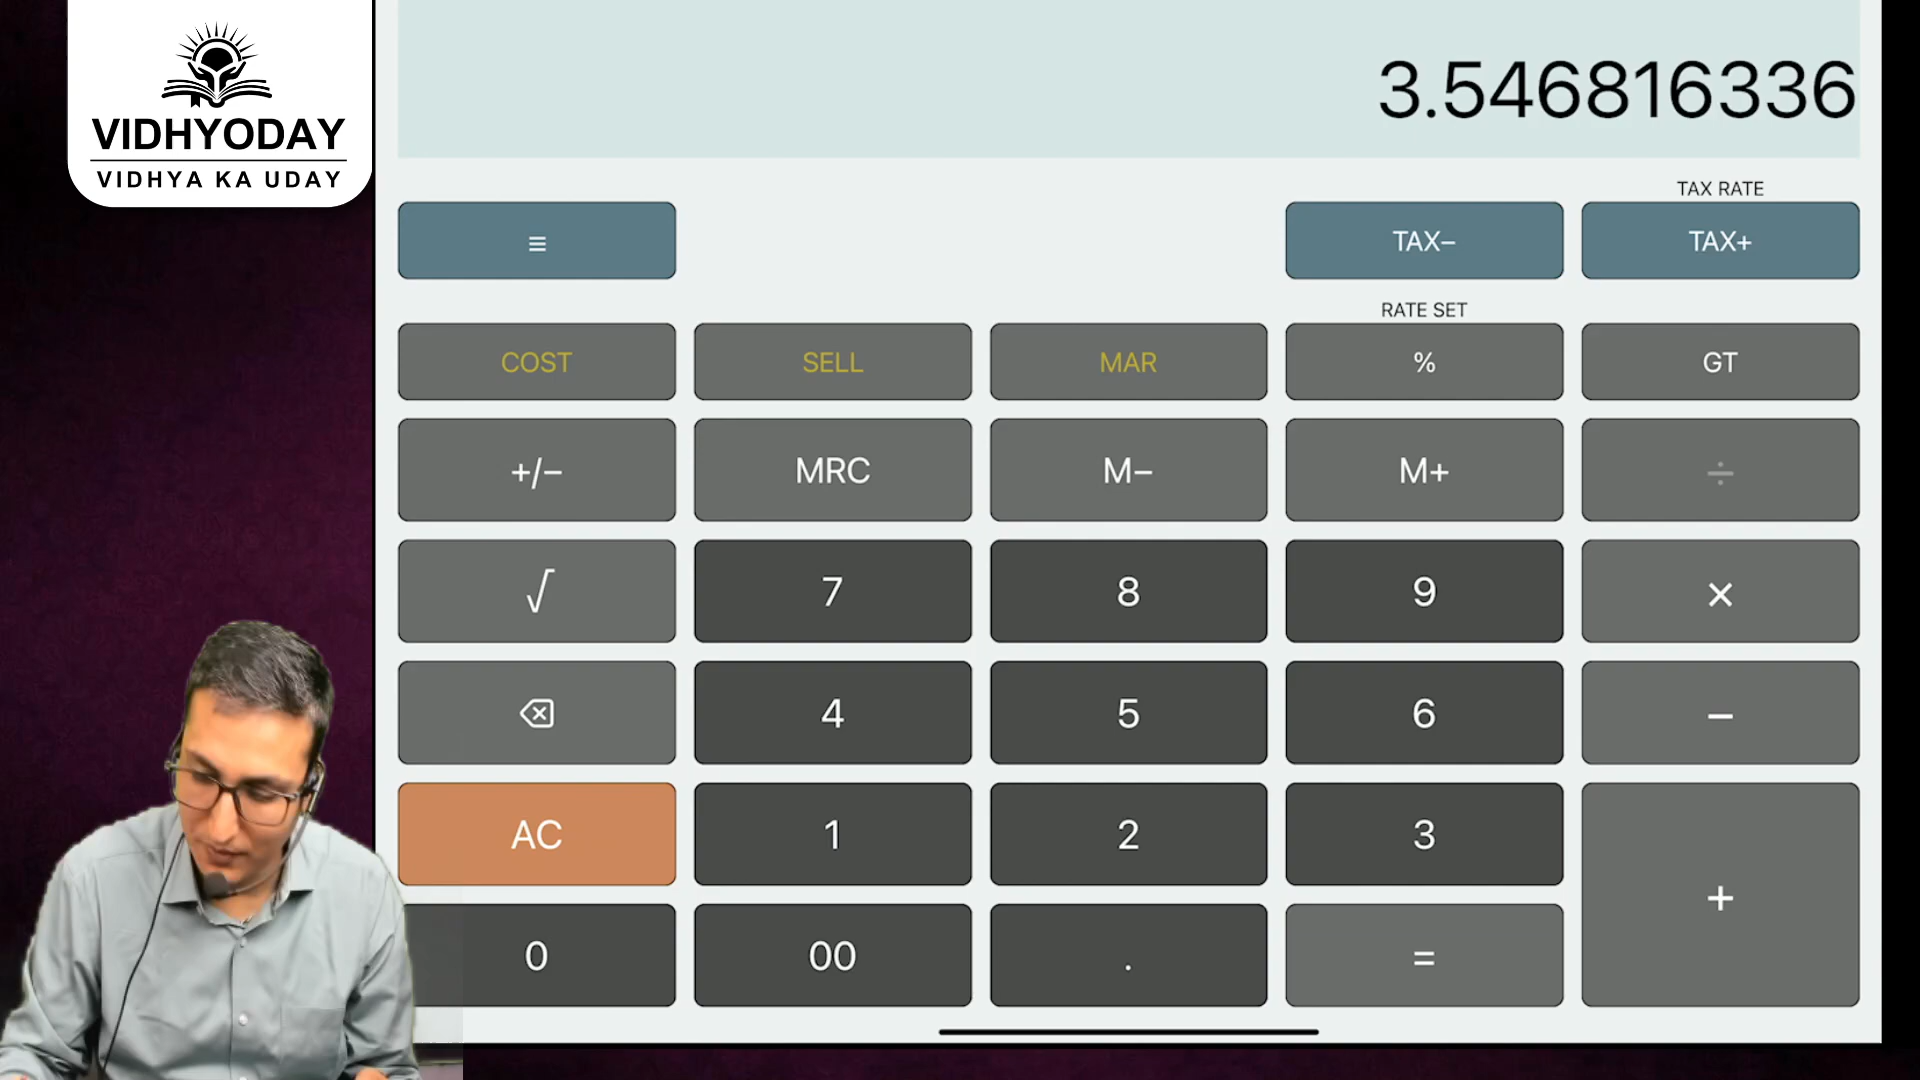 VIDHYODAY
VIDHYA KA UDAY
3.546816336
TAX RATE
≡ TAX− TAX+
RATE SET
COST SELL MAR % GT
+/− MRC M− M+ ÷
√ 7 8 9 ×
4 5 6 −
AC 1 2 3 +
0 00 . =